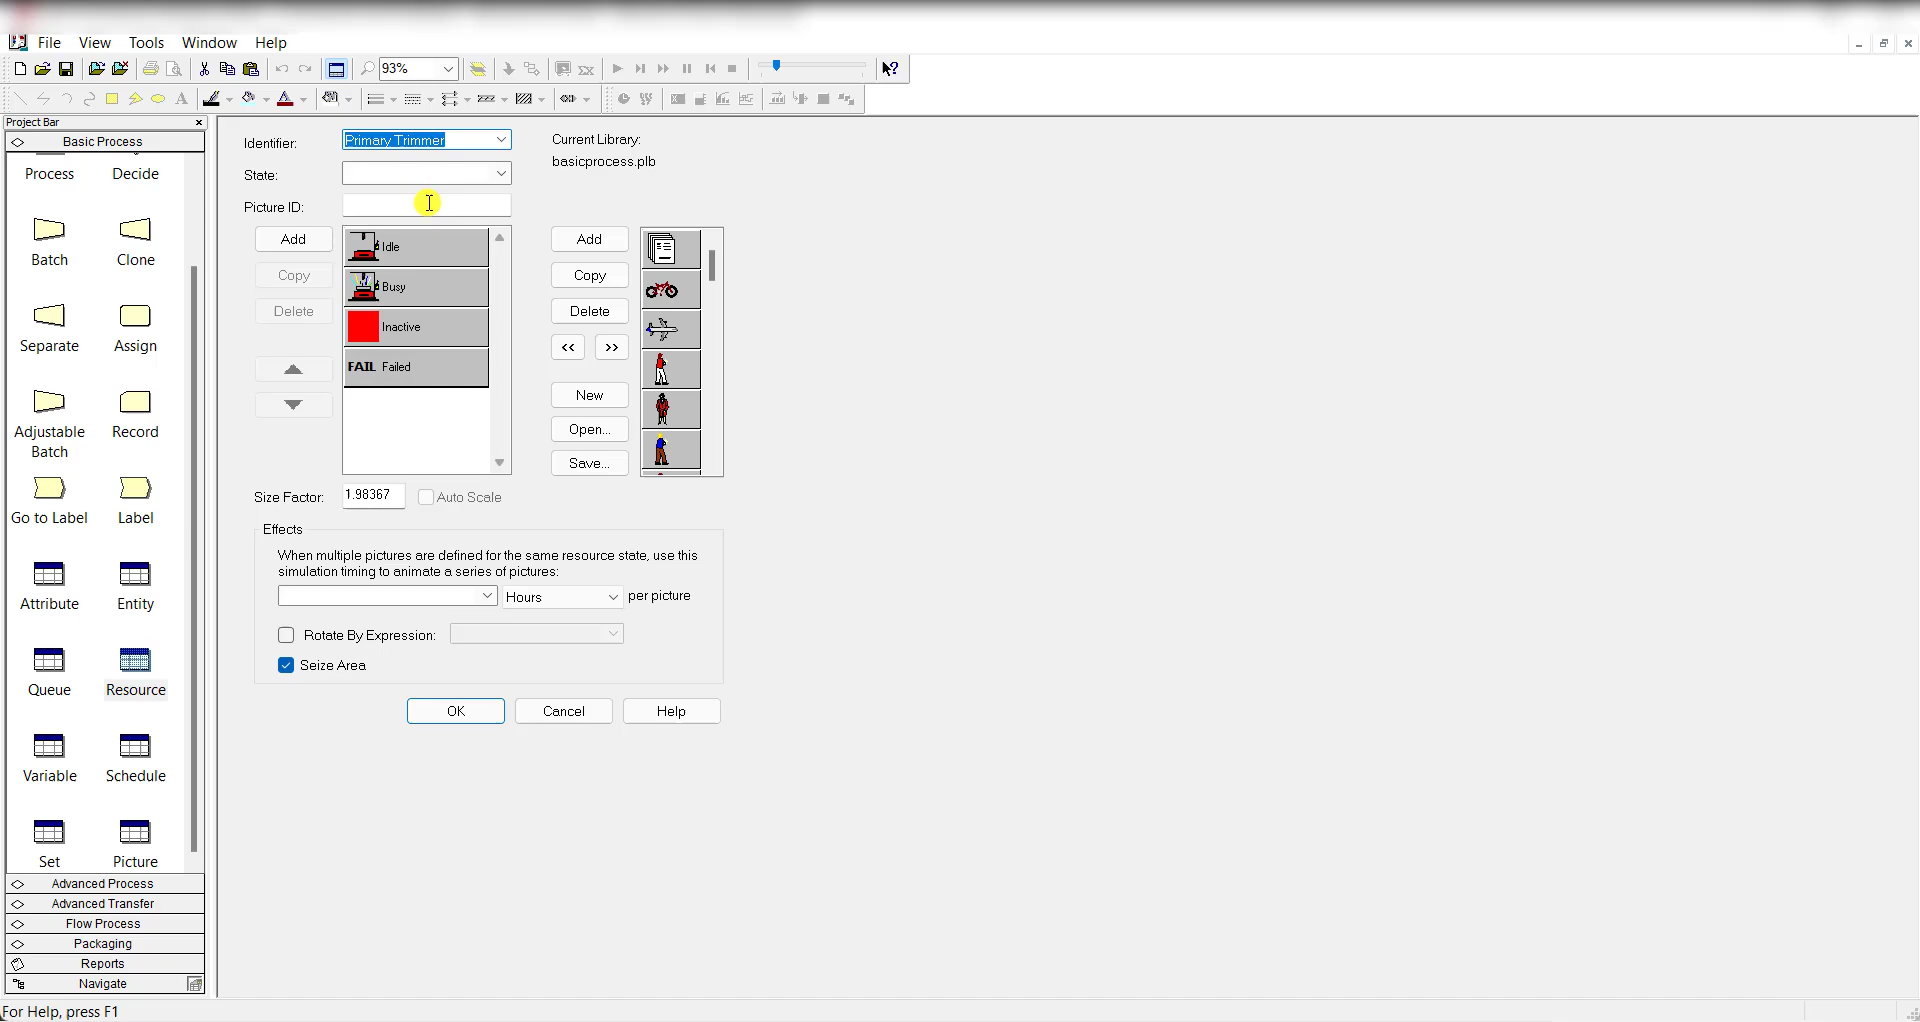 File View Tools Window Help
93%
Project Bar
Basic Process
Process Decide
Batch Clone
Separate Assign
Adjustable Batch Record
Go to Label Label
Attribute Entity
Queue Resource
Variable Schedule
Set Picture
Advanced Process
Advanced Transfer
Flow Process
Packaging
Reports
Navigate
Identifier: Primary Trimmer
State:
Picture ID:
Current Library:
basicprocess.plb
Add
Copy
Delete
Idle
Busy
Inactive
FAIL Failed
Add
Copy
Delete
<< >>
New
Open...
Save...
Size Factor: 1.98367 Auto Scale
Effects
When multiple pictures are defined for the same resource state, use this
simulation timing to animate a series of pictures:
Hours per picture
Rotate By Expression:
Seize Area
OK Cancel Help
For Help, press F1